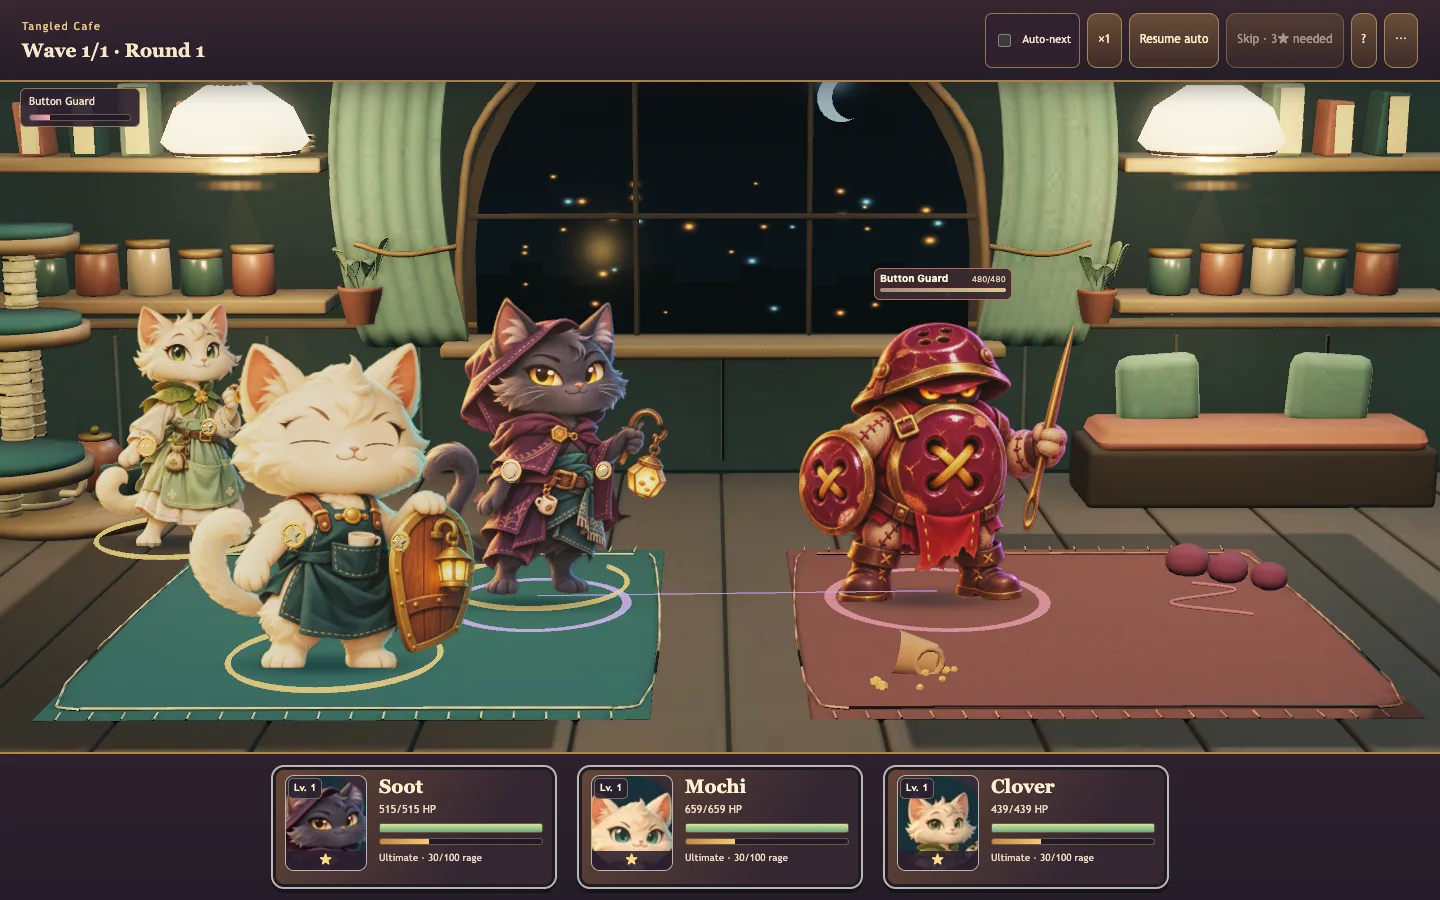 Tangled Cafe
Wave 1/1 · Round 1
Auto-next
×1
Resume auto
Skip · 3★ needed
?
···
Button Guard
Button Guard 480/480
Lv. 1
Soot
515/515 HP
Ultimate · 30/100 rage
Lv. 1
Mochi
659/659 HP
Ultimate · 30/100 rage
Lv. 1
Clover
439/439 HP
Ultimate · 30/100 rage